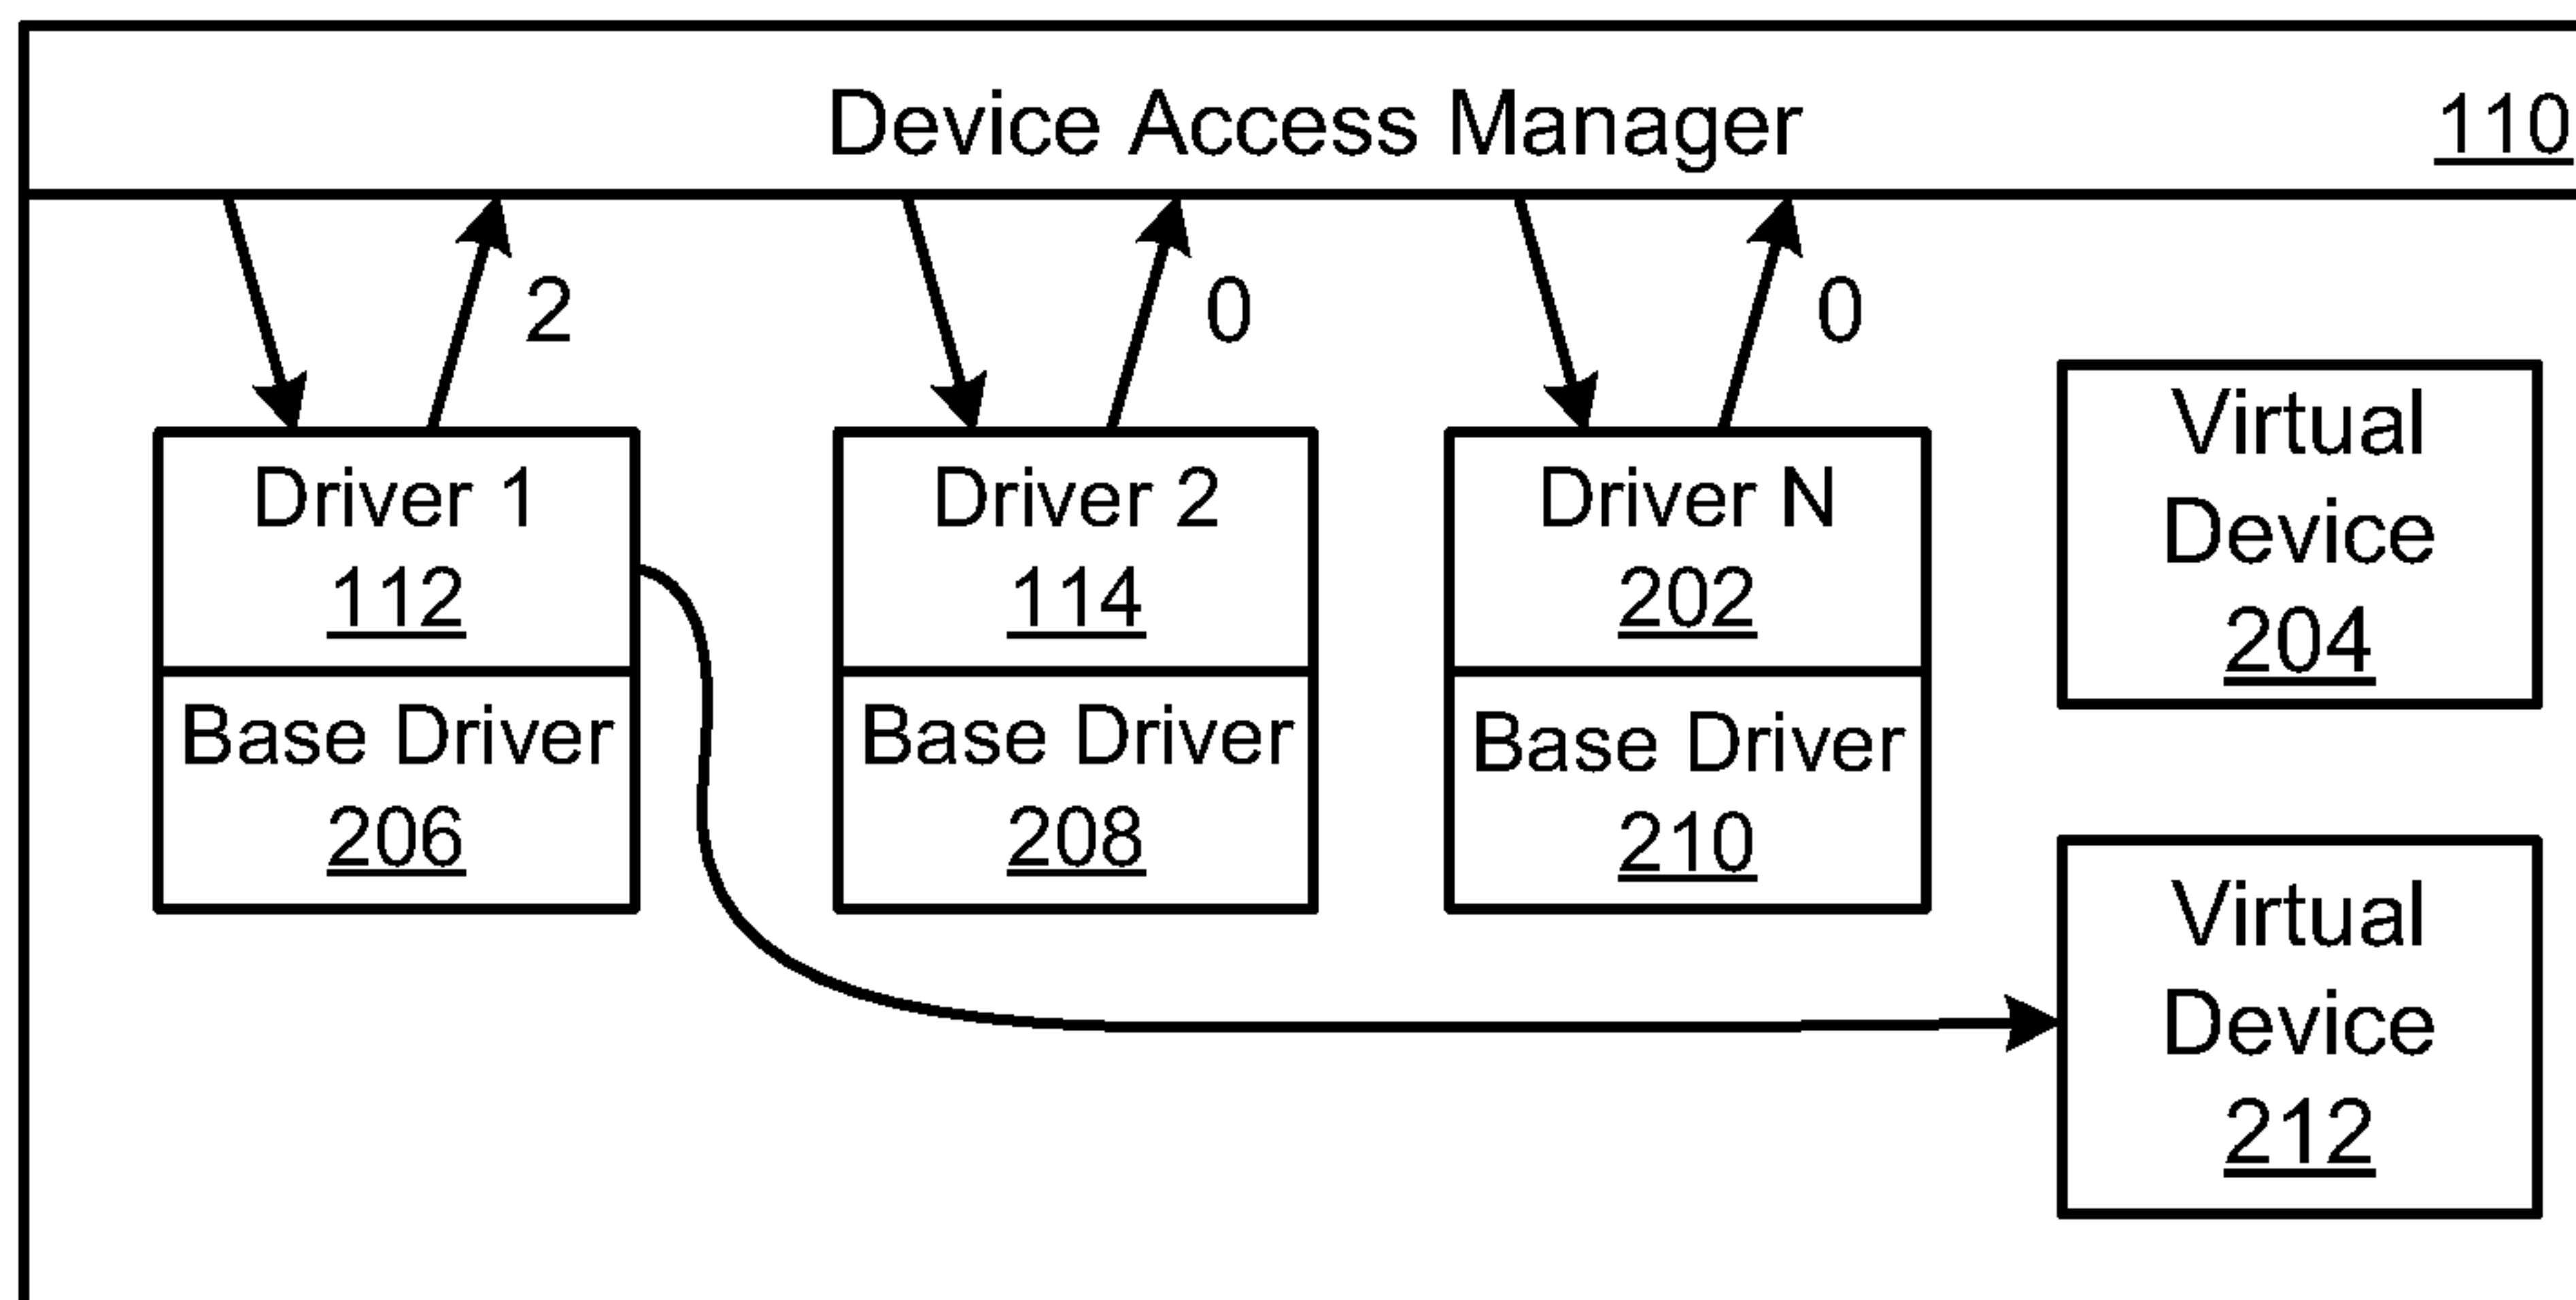 Device Access Manager 110
2
0
0
Driver 1
112
Base Driver
206
Driver 2
114
Base Driver
208
Driver N
202
Base Driver
210
Virtual
Device
204
Virtual
Device
212